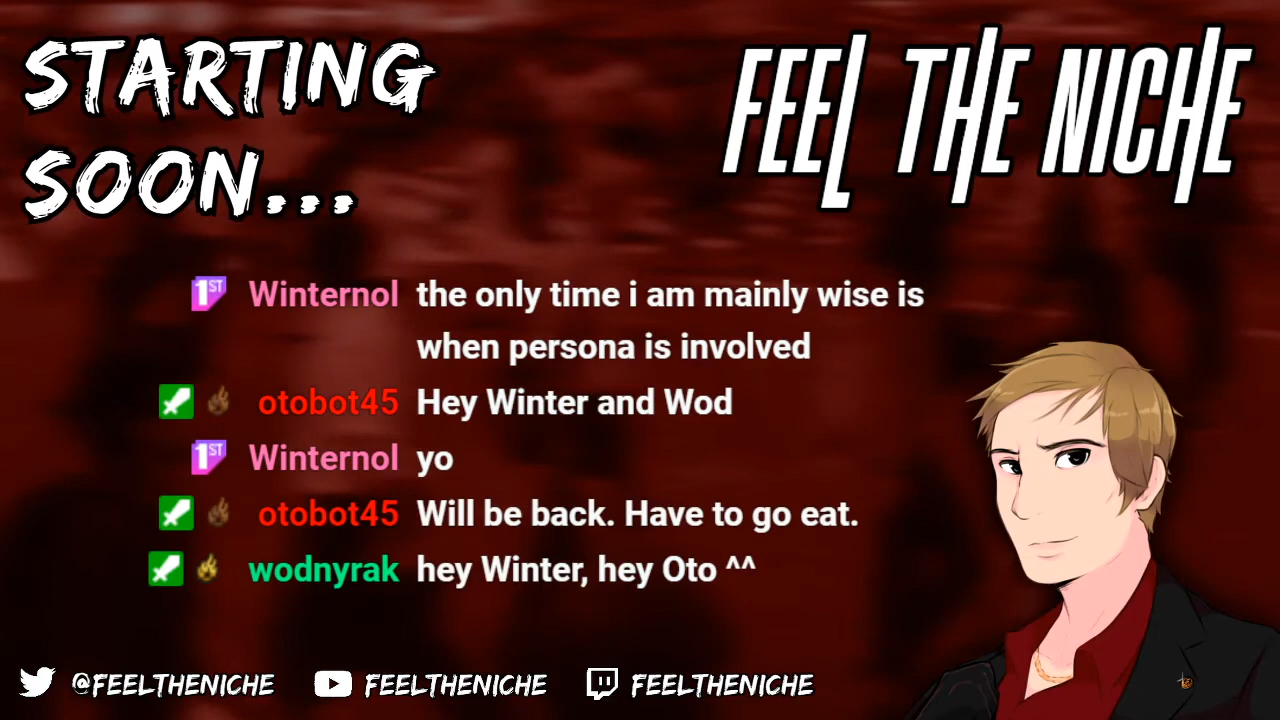 STARTING
SOON...
FEEL THE NICHE
1ST Winternol the only time i am mainly wise is
when persona is involved
otobot45 Hey Winter and Wod
1ST Winternol yo
otobot45 Will be back. Have to go eat.
wodnyrak hey Winter, hey Oto ^^
@FEELTHENICHE FEELTHENICHE FEELTHENICHE